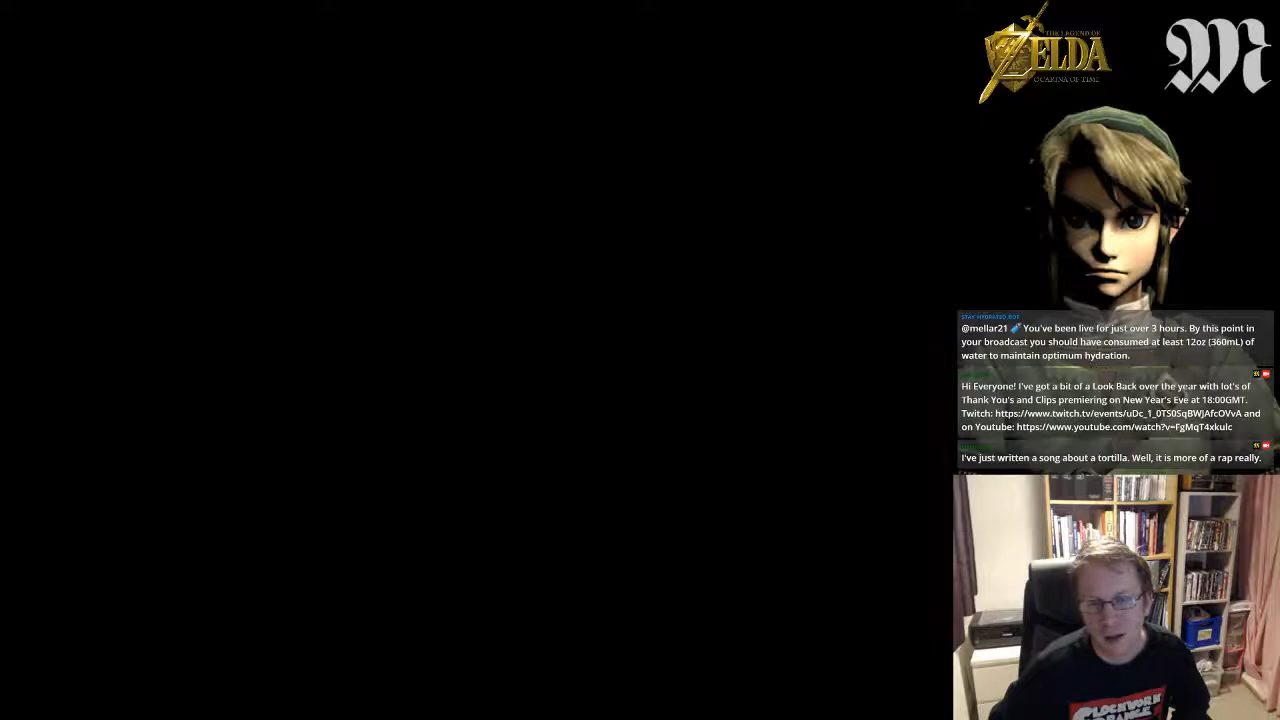 THE LEGEND OF
ZELDA
OCARINA OF TIME
M
STAY_HYDRATED_BOT
@mellar21 You've been live for just over 3 hours. By this point in
your broadcast you should have consumed at least 12oz (360mL) of
water to maintain optimum hydration.
Hi Everyone! I've got a bit of a Look Back over the year with lot's of
Thank You's and Clips premiering on New Year's Eve at 18:00GMT.
Twitch: https://www.twitch.tv/events/uDc_1_0TS0SqBWJAfcOVvA and
on Youtube: https://www.youtube.com/watch?v=FgMqT4xkulc
I've just written a song about a tortilla. Well, it is more of a rap really.
CLOCKWORK
ORANGE